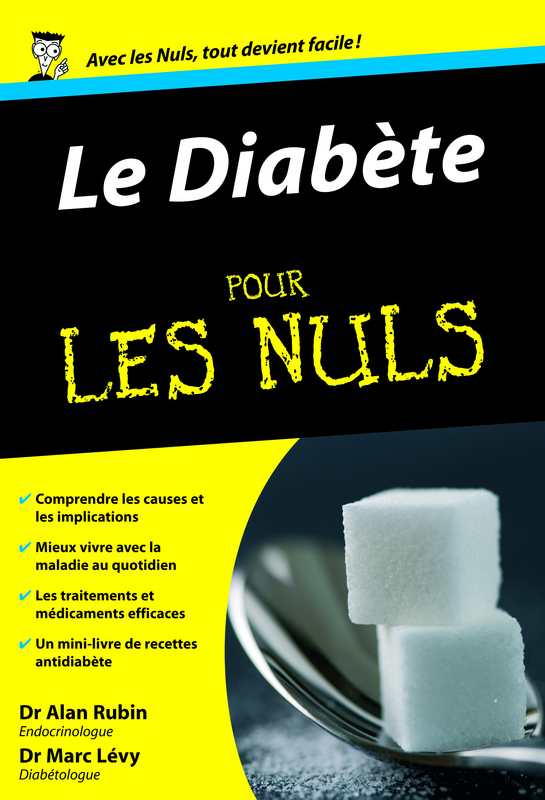 Avec les Nuls, tout devient facile !
Le Diabète
POUR
LES NULS
✔ Comprendre les causes et
les implications
✔ Mieux vivre avec la
maladie au quotidien
✔ Les traitements et
médicaments efficaces
✔ Un mini-livre de recettes
antidiabète
Dr Alan Rubin
Endocrinologue
Dr Marc Lévy
Diabétologue